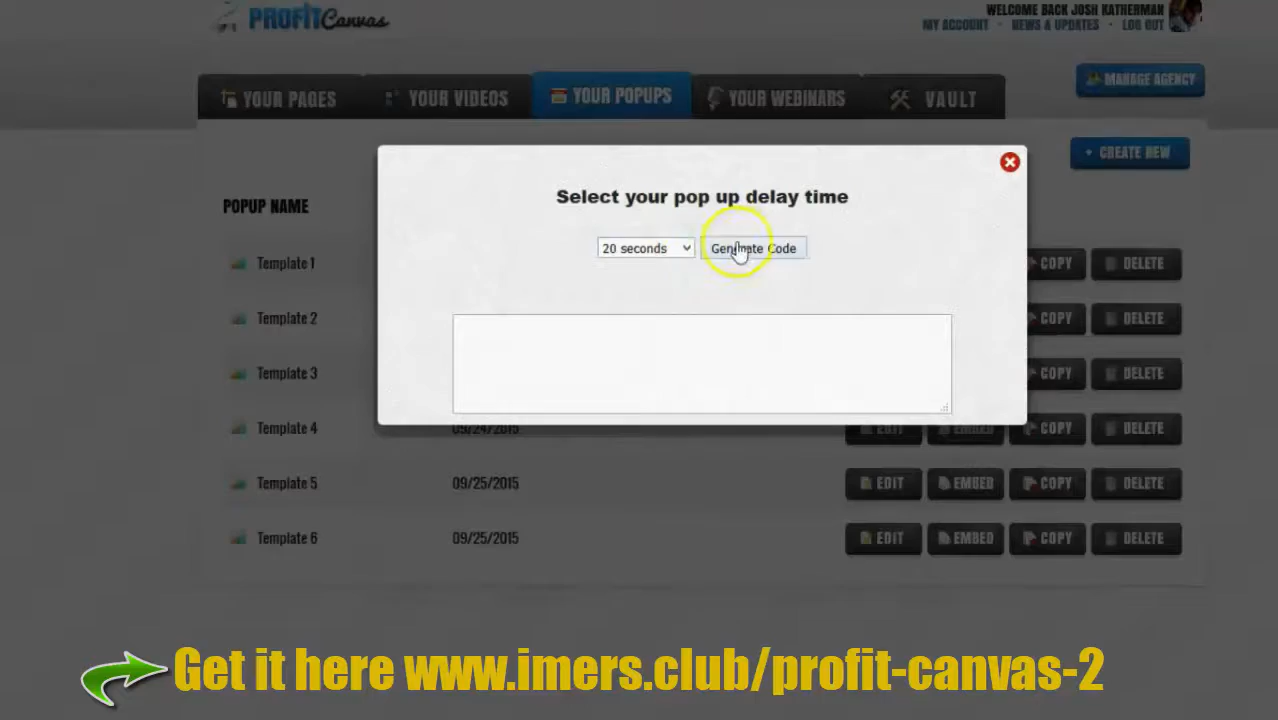 PROFIT Canvas
WELCOME BACK JOSH KATHERMAN
MY ACCOUNT · NEWS & UPDATES · LOG OUT
YOUR PAGES
YOUR VIDEOS
YOUR POPUPS
YOUR WEBINARS
VAULT
MANAGE AGENCY
+ CREATE NEW
POPUP NAME
Select your pop up delay time
20 seconds
Generate Code
Template 1
COPY
DELETE
Template 2
COPY
DELETE
Template 3
COPY
DELETE
Template 4
09/24/2015
EDIT
EMBED
COPY
DELETE
Template 5
09/25/2015
EDIT
EMBED
COPY
DELETE
Template 6
09/25/2015
EDIT
EMBED
COPY
DELETE
Get it here www.imers.club/profit-canvas-2